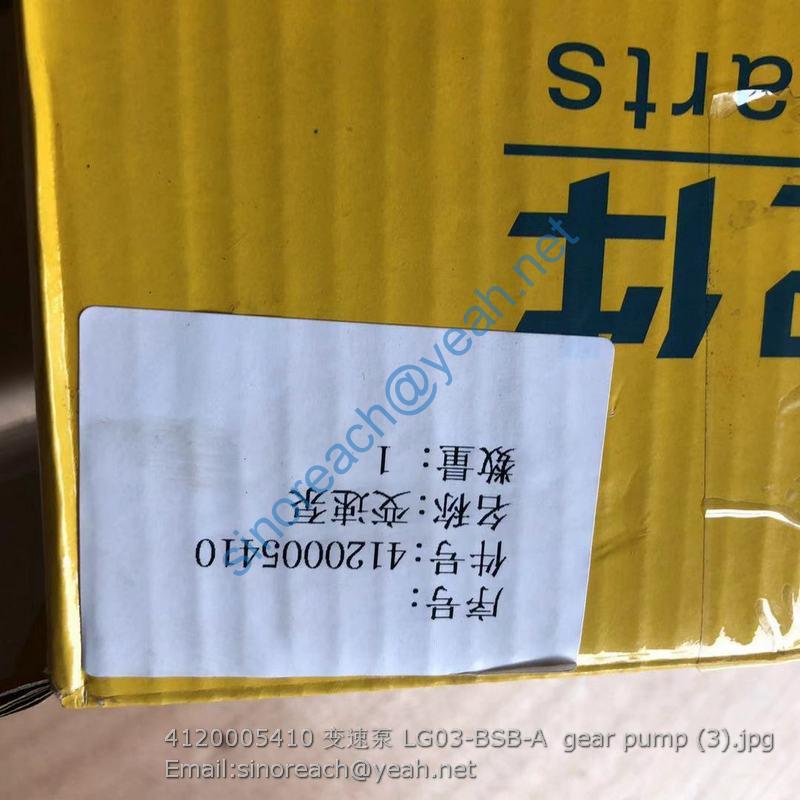 序号：
件号：4120005410
名称：变速泵
数量：1
件
arts
sinoreach@yeah.net
4120005410 变速泵 LG03-BSB-A gear pump (3).jpg
Email:sinoreach@yeah.net